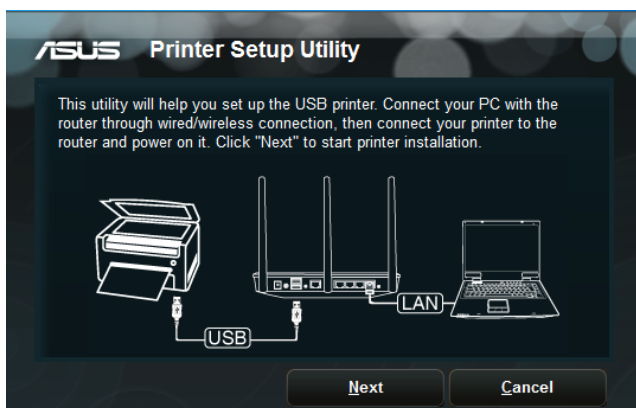 ASUS Printer Setup Utility
This utility will help you set up the USB printer. Connect your PC with the
router through wired/wireless connection, then connect your printer to the
router and power on it. Click "Next" to start printer installation.
LAN
USB
Next Cancel